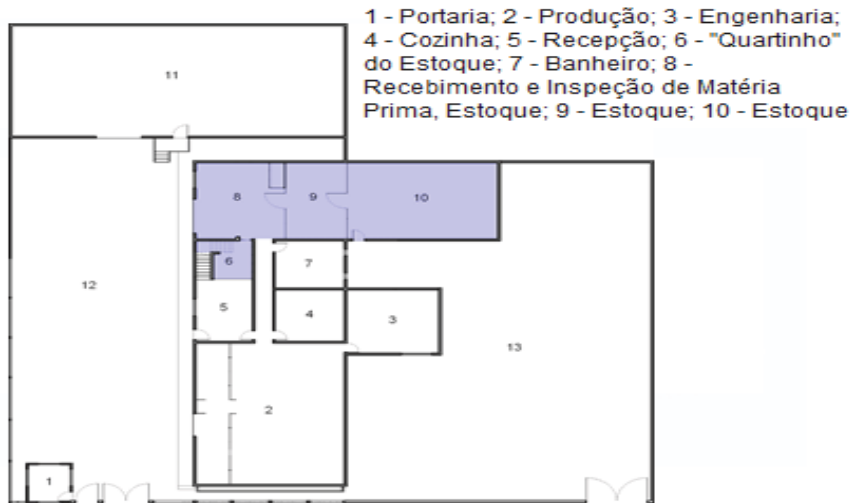 1 - Portaria; 2 - Produção; 3 - Engenharia;
4 - Cozinha; 5 - Recepção; 6 - "Quartinho"
do Estoque; 7 - Banheiro; 8 -
Recebimento e Inspeção de Matéria
Prima, Estoque; 9 - Estoque; 10 - Estoque
11
8
9
10
6
7
12
5
4
3
13
2
1